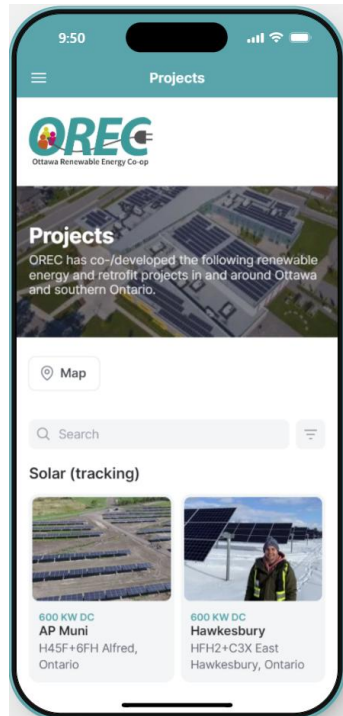 9:50
Projects
OREC
Ottawa Renewable Energy Co-op
Projects
OREC has co-/developed the following renewable
energy and retrofit projects in and around Ottawa
and southern Ontario.
Map
Search
Solar (tracking)
600 KW DC
AP Muni
H45F+6FH Alfred,
Ontario
600 KW DC
Hawkesbury
HFH2+C3X East
Hawkesbury, Ontario